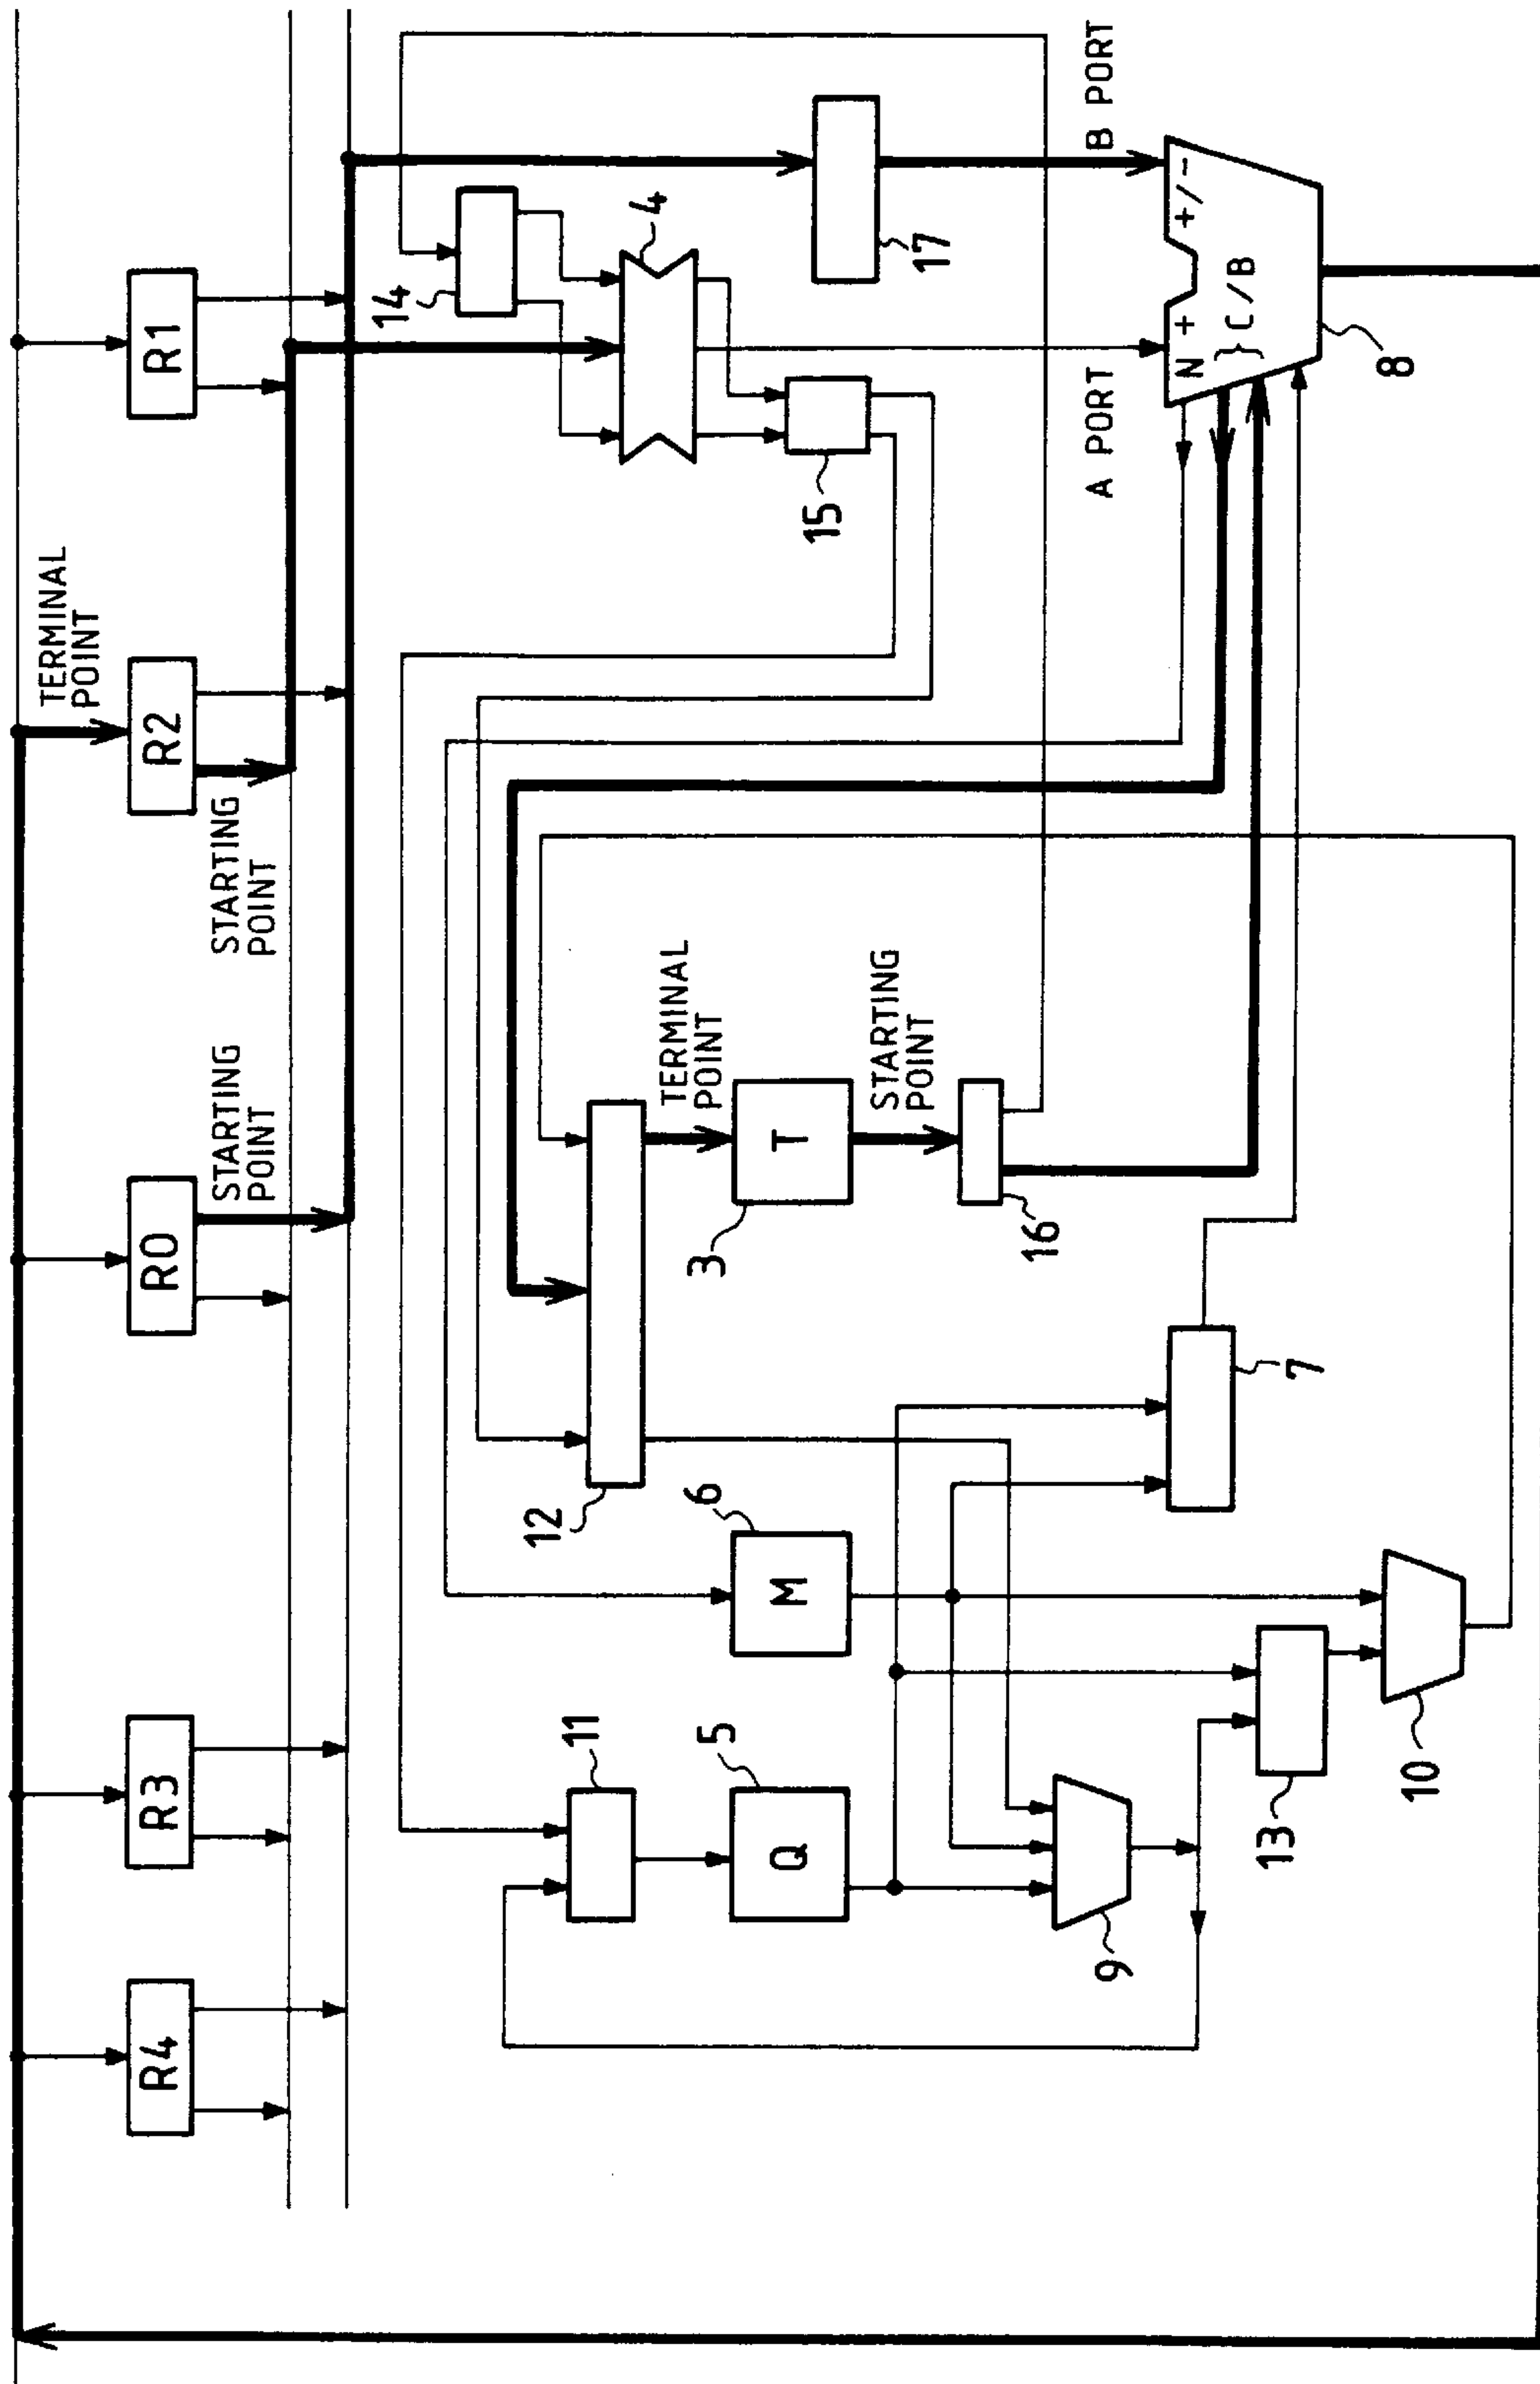 R4
R3
R0
R2
R1
TERMINAL
POINT
STARTING
POINT
STARTING
POINT
14
4
11
5
Q
6
M
12
TERMINAL
POINT
3
T
STARTING
POINT
16
15
17
A PORT
B PORT
9
13
10
7
N + +/-
} C/B
8